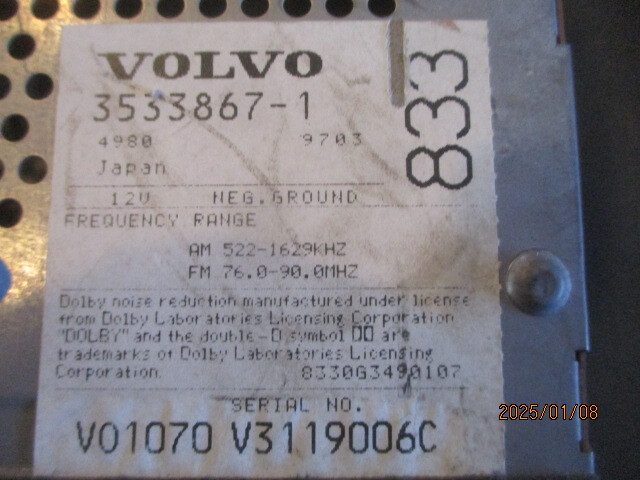 VOLVO
3533867-1
4980 9703
Japan
833
12V NEG.GROUND
FREQUENCY RANGE
AM 522-1629KHZ
FM 76.0-90.0MHZ
Dolby noise reduction manufactured under license
from Dolby Laboratories Licensing Corporation
"DOLBY" and the double-D symbol are
trademarks of Dolby Laboratories Licensing
Corporation.
8330G3490107
SERIAL NO.
V01070 V3119006C
2025/01/08